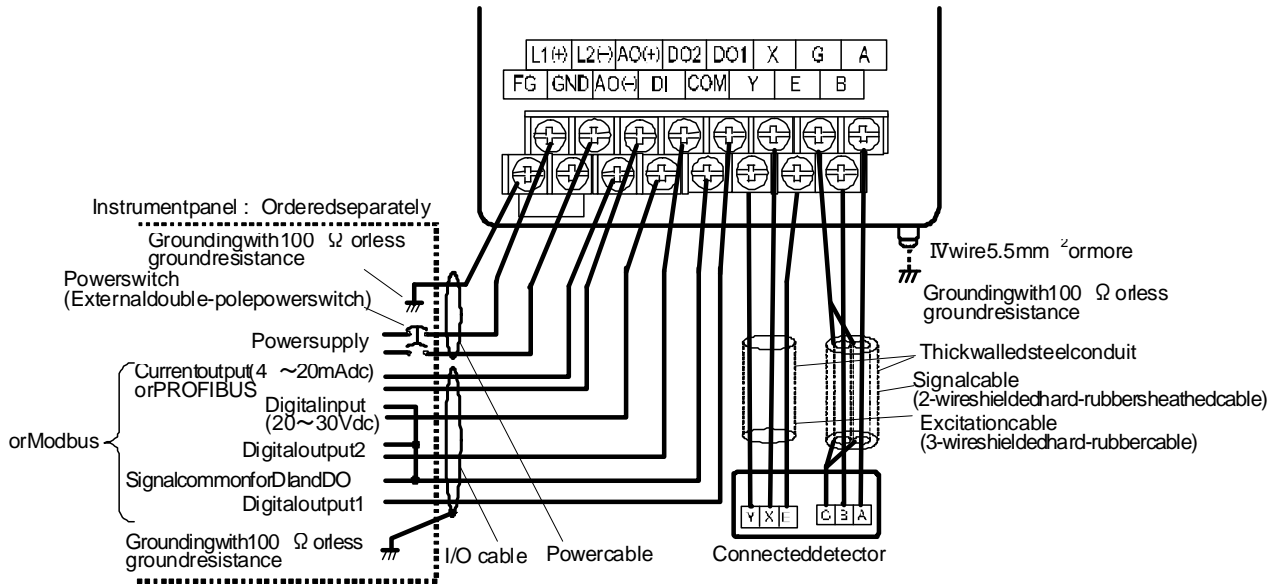 L1(+) L2(-) AO(+) DO2 DO1 X G A
FG GND AO(-) DI COM Y E B
Instrumentpanel : Orderedseparately
Groundingwith100 Ω orless
groundresistance
Powerswitch
(Externaldouble-polepowerswitch)
Powersupply
Currentoutput(4 ~20mAdc)
orPROFIBUS
Digitalinput
(20~30Vdc)
orModbus
Digitaloutput2
SignalcommonforDIandDO
Digitaloutput1
Groundingwith100 Ω orless
groundresistance
I/O cable
Powercable
IVwire5.5mm ²ormore
Groundingwith100 Ω orless
groundresistance
Thickwalledsteelconduit
Signalcable
(2-wireshieldedhard-rubbersheathedcable)
Excitationcable
(3-wireshieldedhard-rubbercable)
Y X E C B A
Connecteddetector